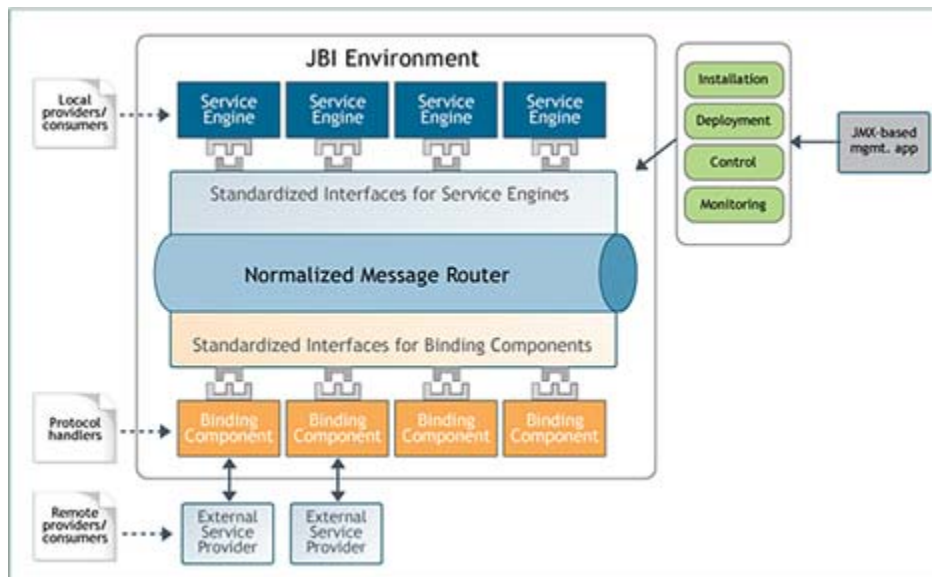 JBI Environment
Local
providers/
consumers
Service
Engine
Service
Engine
Service
Engine
Service
Engine
Installation
Deployment
Control
Monitoring
JMX-based
mgmt. app
Standardized Interfaces for Service Engines
Normalized Message Router
Standardized Interfaces for Binding Components
Protocol
handlers
Binding
Component
Binding
Component
Binding
Component
Binding
Component
Remote
providers/
consumers
External
Service
Provider
External
Service
Provider